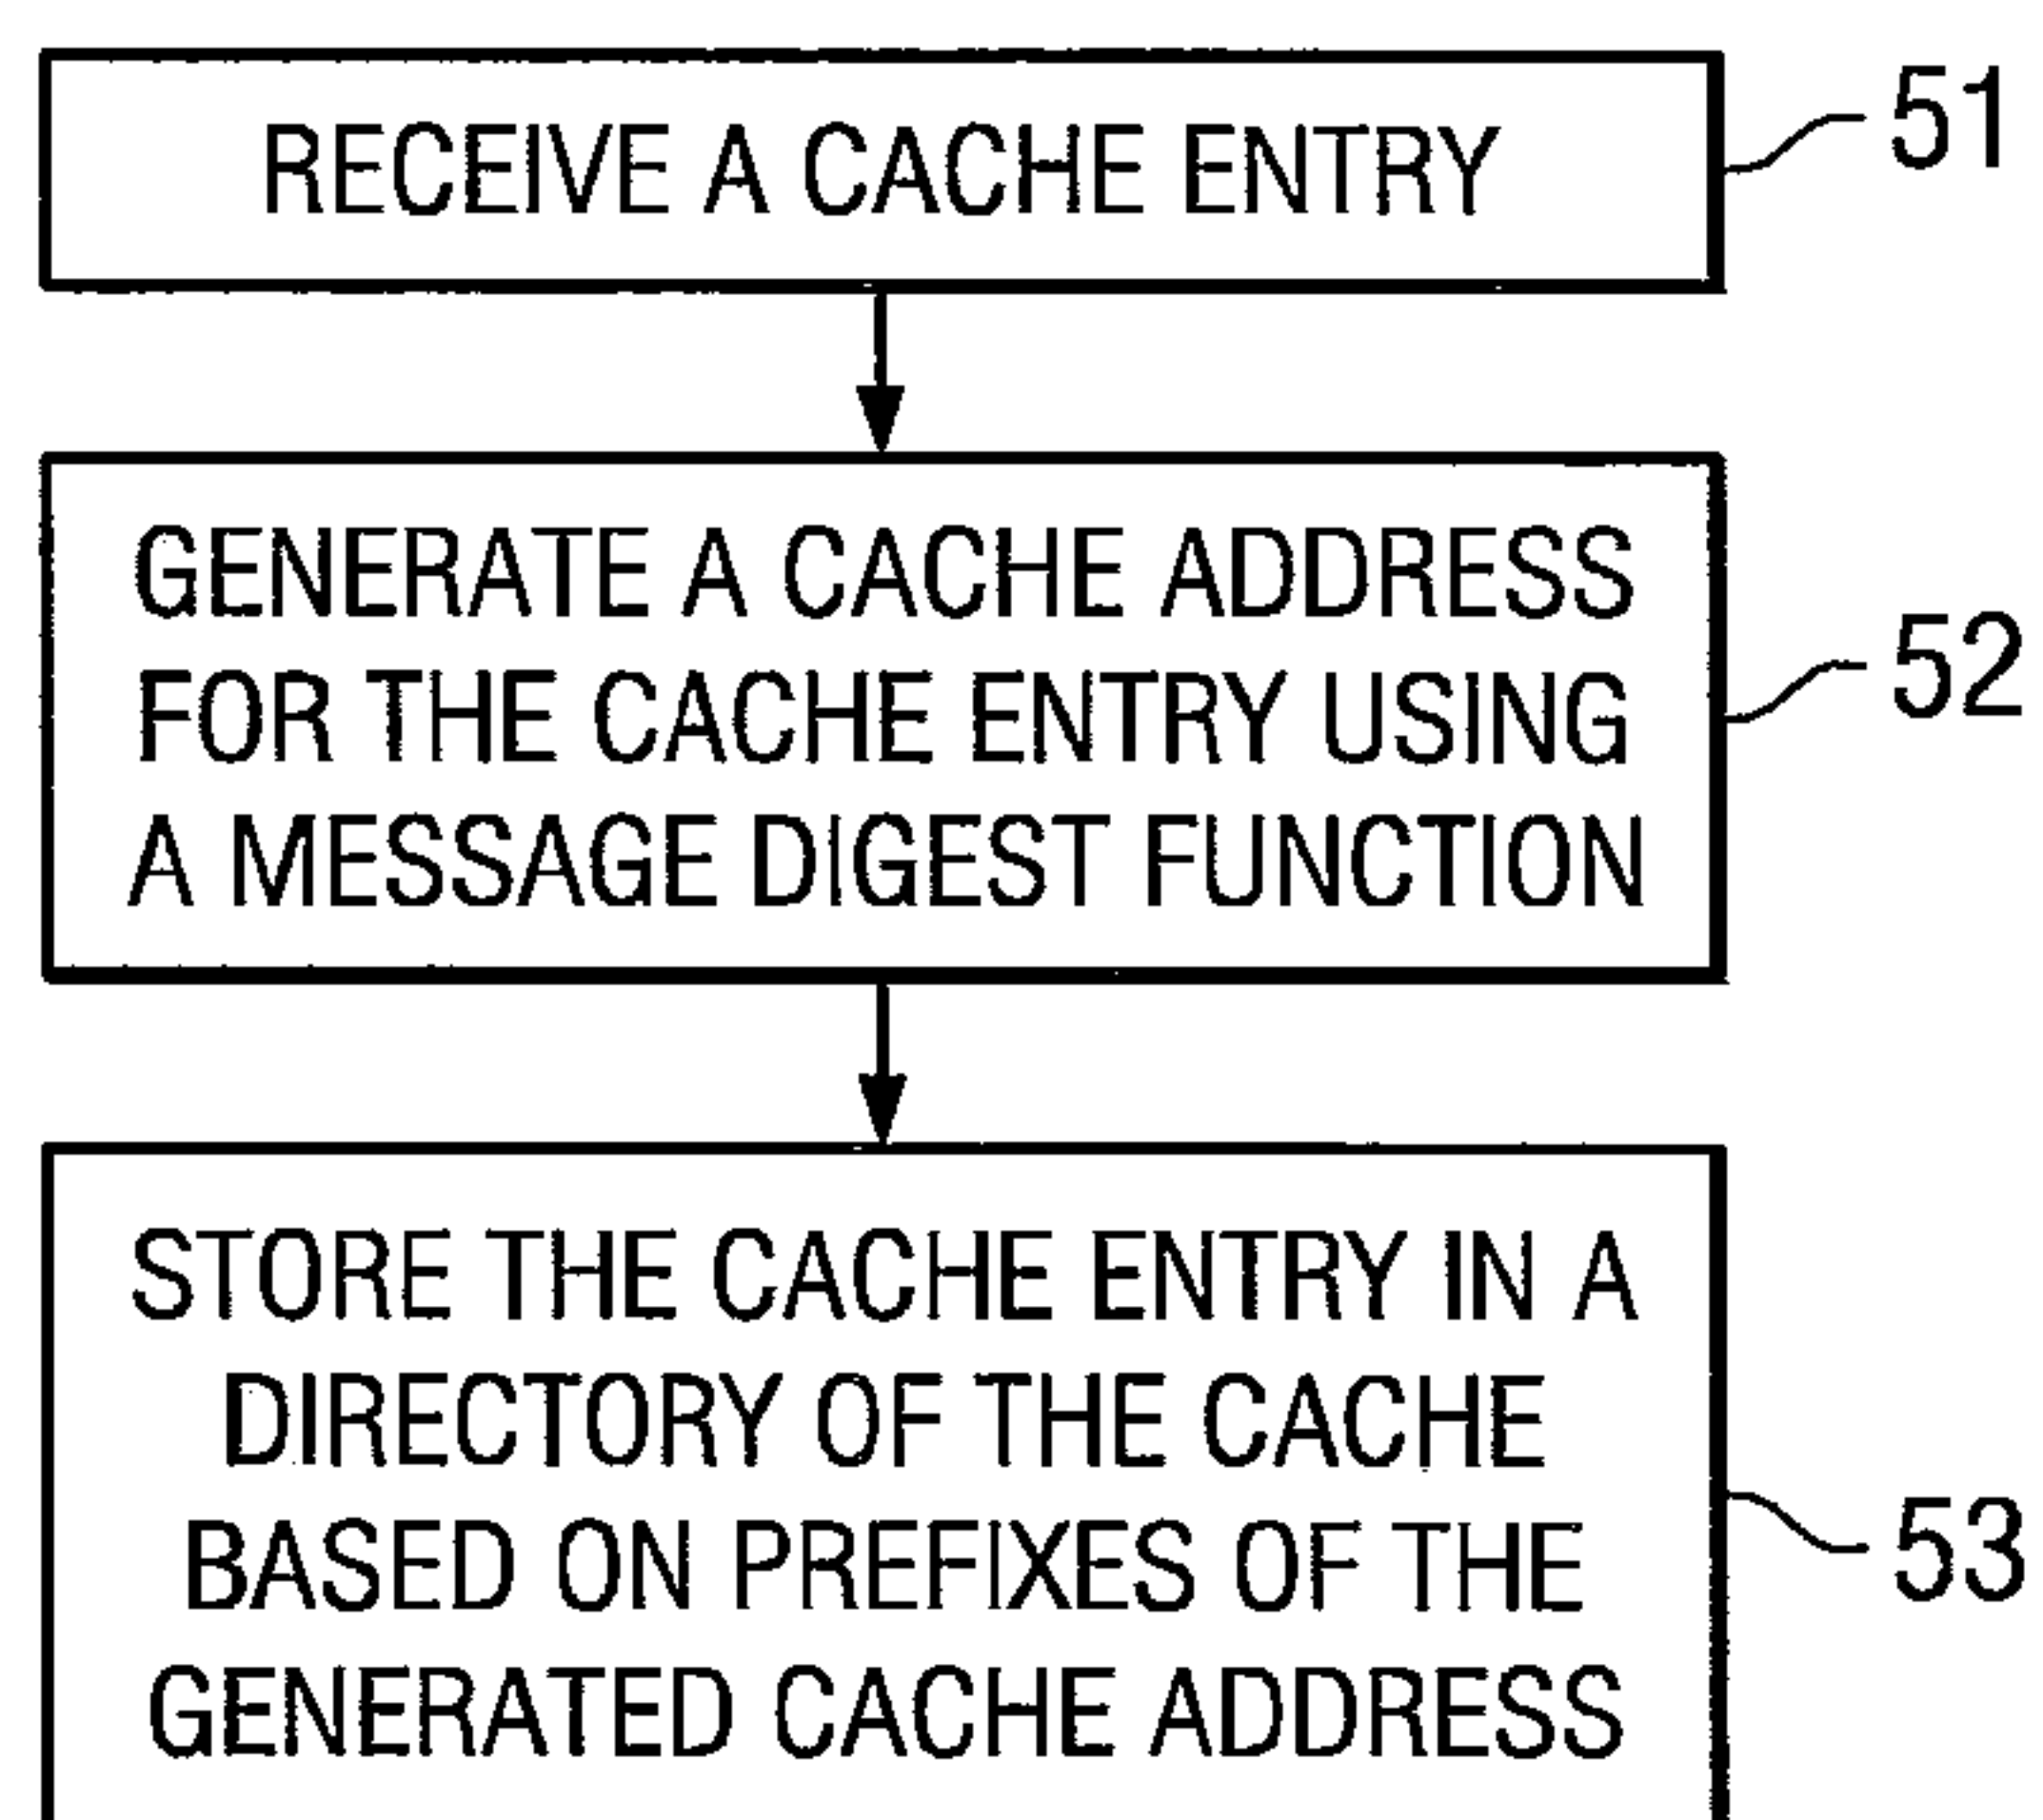 RECEIVE A CACHE ENTRY
51
GENERATE A CACHE ADDRESS
FOR THE CACHE ENTRY USING
A MESSAGE DIGEST FUNCTION
52
STORE THE CACHE ENTRY IN A
DIRECTORY OF THE CACHE
BASED ON PREFIXES OF THE
GENERATED CACHE ADDRESS
53